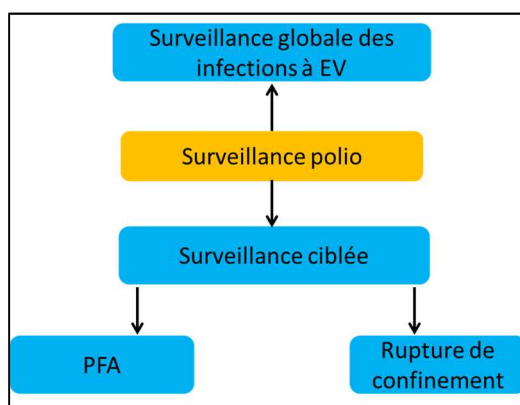 Surveillance globale des
infections à EV
Surveillance polio
Surveillance ciblée
PFA
Rupture de
confinement